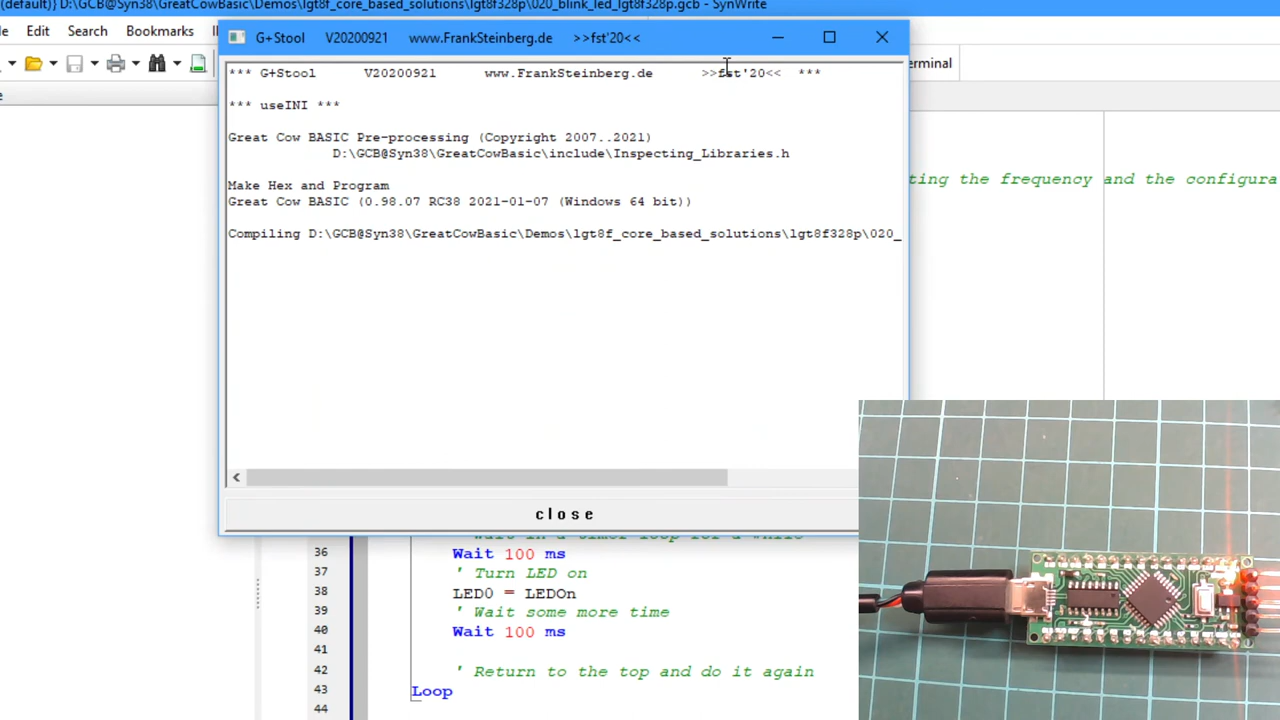 (default)} D:\GCB@Syn38\GreatCowBasic\Demos\lgt8f_core_based_solutions\lgt8f328p\020_blink_led_lgt8f328p.gcb - SynWrite
Edit Search Bookmarks
erminal
G+Stool V20200921 www.FrankSteinberg.de >>fst'20<<
*** G+Stool V20200921 www.FrankSteinberg.de >>fst'20<< ***
*** useINI ***
Great Cow BASIC Pre-processing (Copyright 2007..2021)
D:\GCB@Syn38\GreatCowBasic\include\Inspecting_Libraries.h
ting the frequency and the configura
Make Hex and Program
Great Cow BASIC (0.98.07 RC38 2021-01-07 (Windows 64 bit))
Compiling D:\GCB@Syn38\GreatCowBasic\Demos\lgt8f_core_based_solutions\lgt8f328p\020_
close
36 Wait 100 ms
37 ' Turn LED on
38 LED0 = LEDOn
39 ' Wait some more time
40 Wait 100 ms
41
42 ' Return to the top and do it again
43 Loop
44